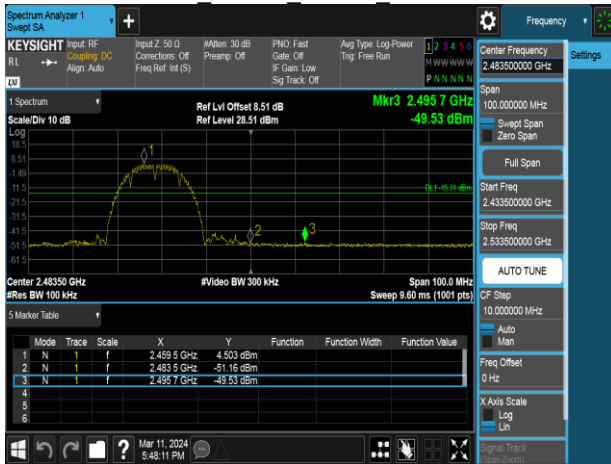 Spectrum Analyzer 1
Swept SA
Frequency
KEYSIGHT
RL
LXI
Input: RF
Coupling: DC
Align: Auto
Input Z: 50 Ω
Corrections: Off
Freq Ref: Int (S)
#Atten: 30 dB
Preamp: Off
PNO: Fast
Gate: Off
IF Gain: Low
Sig Track: Off
Avg Type: Log-Power
Trig: Free Run
1 2 3 4 5 6
M W W W W W
P N N N N N
1 Spectrum
Scale/Div 10 dB
Ref Lvl Offset 8.51 dB
Ref Level 28.51 dBm
Mkr3 2.495 7 GHz
-49.53 dBm
Log
18.5
8.51
-1.49
-11.5
-21.5
-31.5
-41.5
-51.5
-61.5
1
2
3
DL1 -15.31 dBm
Center 2.48350 GHz
#Res BW 100 kHz
#Video BW 300 kHz
Span 100.0 MHz
Sweep 9.60 ms (1001 pts)
5 Marker Table
Mode Trace Scale X Y Function Function Width Function Value
1 N 1 f 2.459 5 GHz 4.503 dBm
2 N 1 f 2.483 5 GHz -51.16 dBm
3 N 1 f 2.495 7 GHz -49.53 dBm
4
5
6
?
Mar 11, 2024
5:48:11 PM
Center Frequency
2.483500000 GHz
Settings
Span
100.000000 MHz
Swept Span
Zero Span
Full Span
Start Freq
2.433500000 GHz
Stop Freq
2.533500000 GHz
AUTO TUNE
CF Step
10.000000 MHz
Auto
Man
Freq Offset
0 Hz
X Axis Scale
Log
Lin
Signal Track
(Span Zoom)